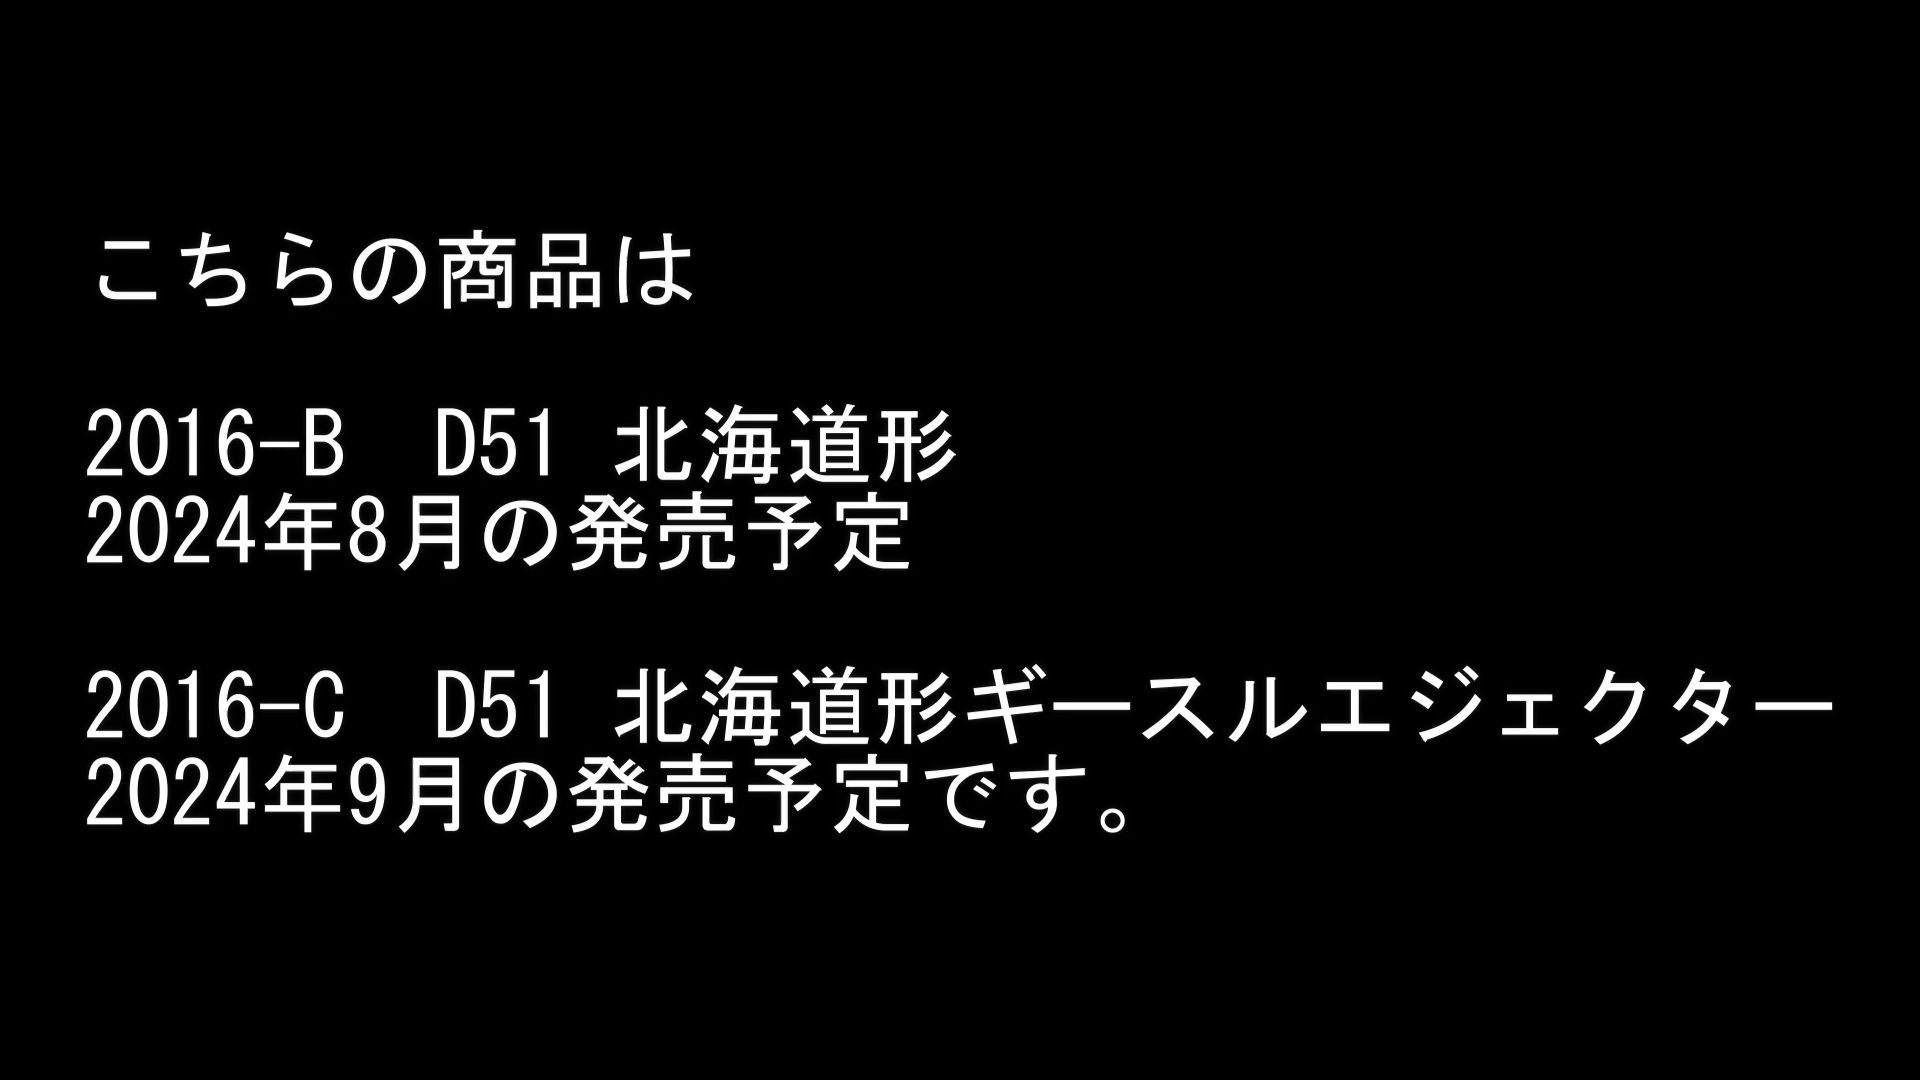 こちらの商品は
2016-B　D51 北海道形
2024年8月の発売予定
2016-C　D51 北海道形ギースルエジェクター
2024年9月の発売予定です。